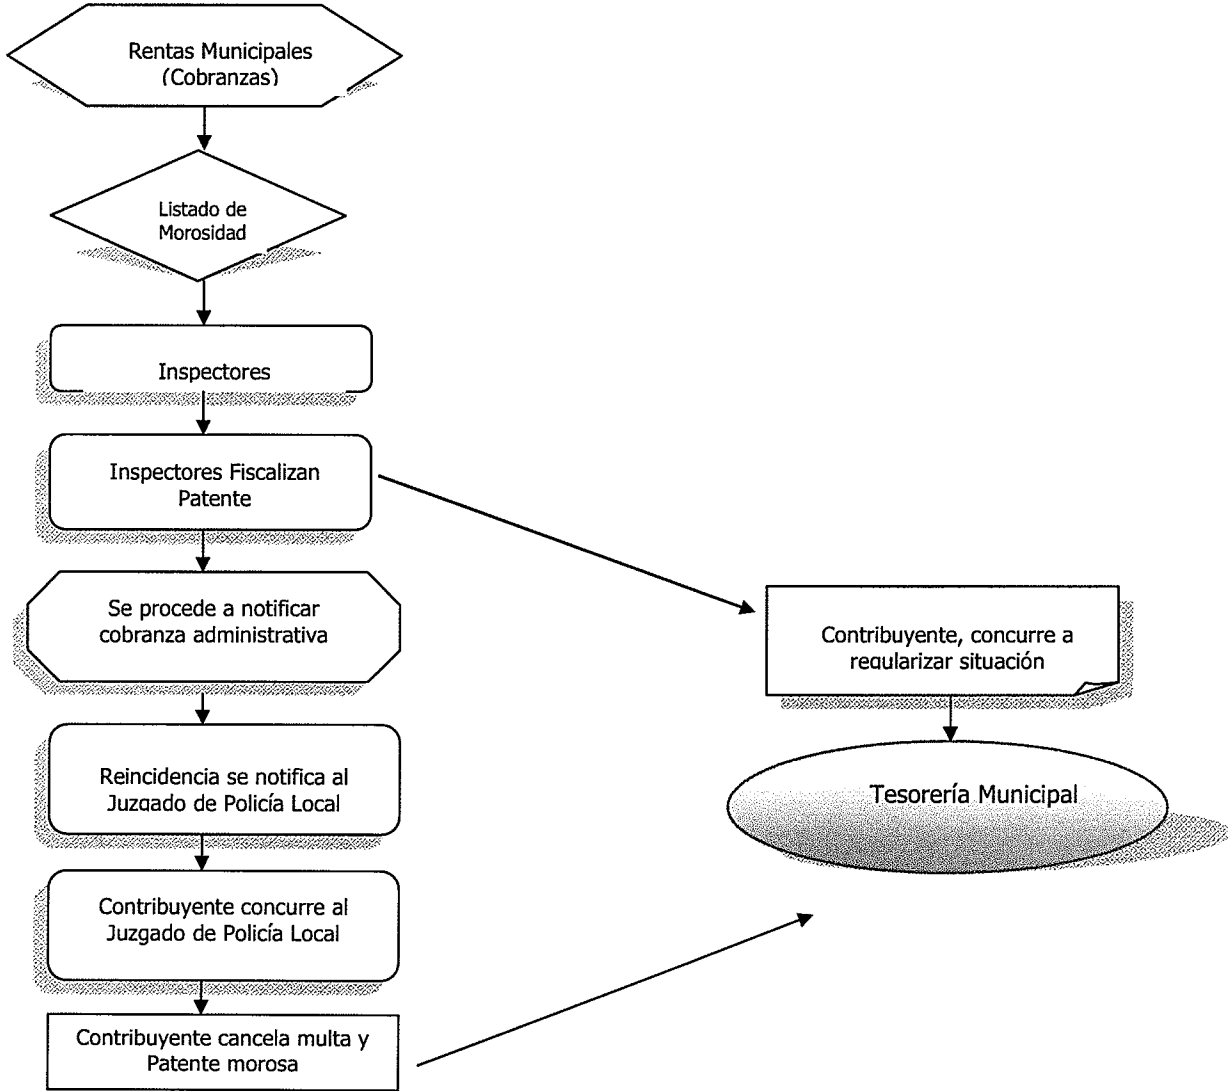 Rentas Municipales
(Cobranzas)
Listado de
Morosidad
Inspectores
Inspectores Fiscalizan
Patente
Se procede a notificar
cobranza administrativa
Reincidencia se notifica al
Juzgado de Policía Local
Contribuyente concurre al
Juzgado de Policía Local
Contribuyente cancela multa y
Patente morosa
Contribuyente, concurre a
regularizar situación
Tesorería Municipal